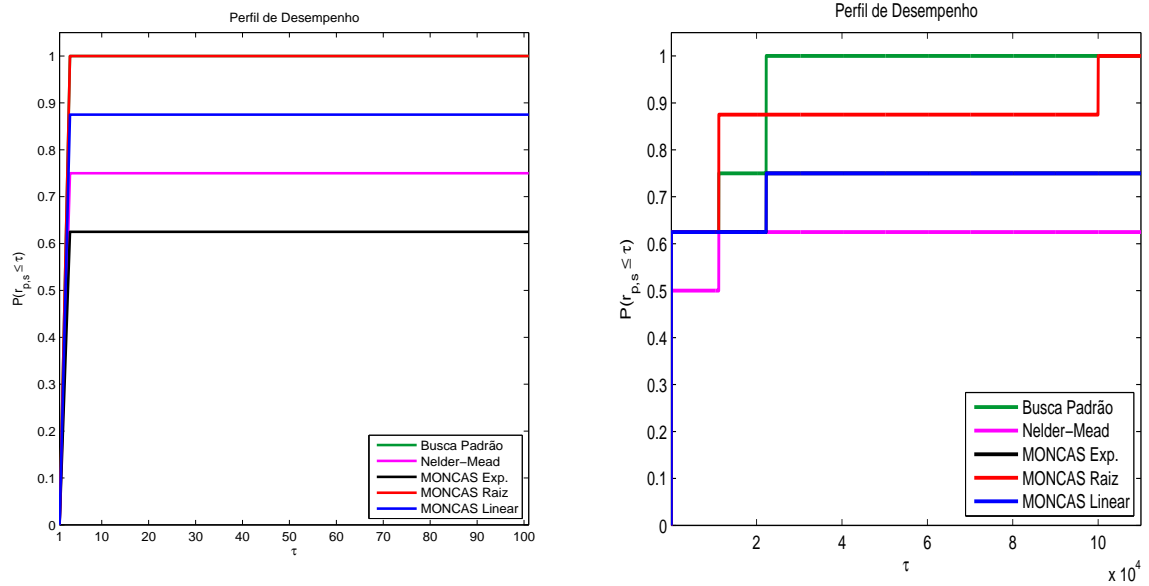 Perfil de Desempenho
1
0.9
0.8
0.7
0.6
0.5
0.4
0.3
0.2
0.1
0
P(r_{p,s} ≤ τ)
1 10 20 30 40 50 60 70 80 90 100
τ
Busca Padrão
Nelder−Mead
MONCAS Exp.
MONCAS Raiz
MONCAS Linear
Perfil de Desempenho
1
0.9
0.8
0.7
0.6
0.5
0.4
0.3
0.2
0.1
0
P(r_{p,s} ≤ τ)
2 4 6 8 10
τ
x 10^4
Busca Padrão
Nelder−Mead
MONCAS Exp.
MONCAS Raiz
MONCAS Linear